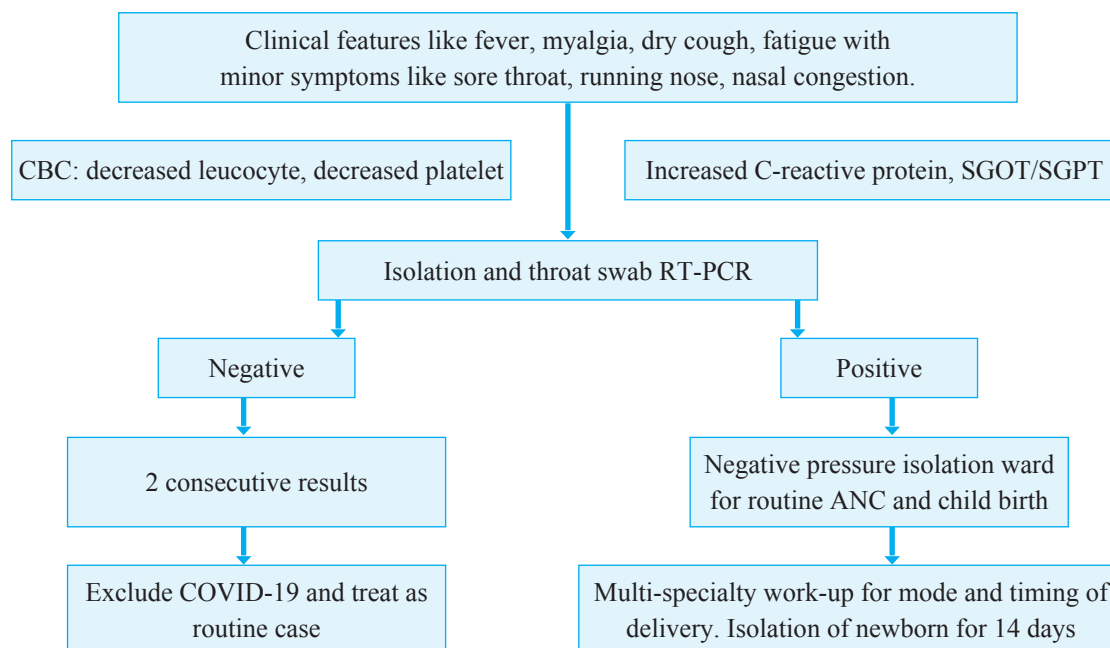 Clinical features like fever, myalgia, dry cough, fatigue with
minor symptoms like sore throat, running nose, nasal congestion.
CBC: decreased leucocyte, decreased platelet
Increased C-reactive protein, SGOT/SGPT
Isolation and throat swab RT-PCR
Negative
Positive
2 consecutive results
Negative pressure isolation ward
for routine ANC and child birth
Exclude COVID-19 and treat as
routine case
Multi-specialty work-up for mode and timing of
delivery. Isolation of newborn for 14 days